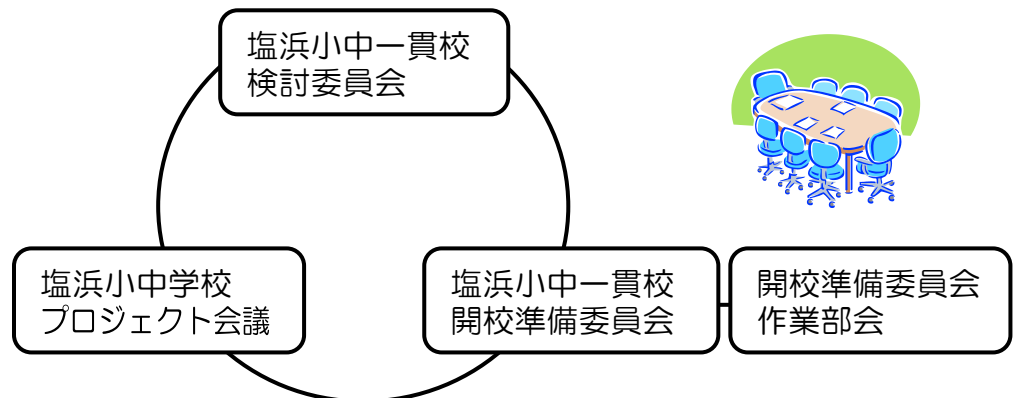 塩浜小中一貫校
検討委員会
塩浜小中学校
プロジェクト会議
塩浜小中一貫校
開校準備委員会
開校準備委員会
作業部会